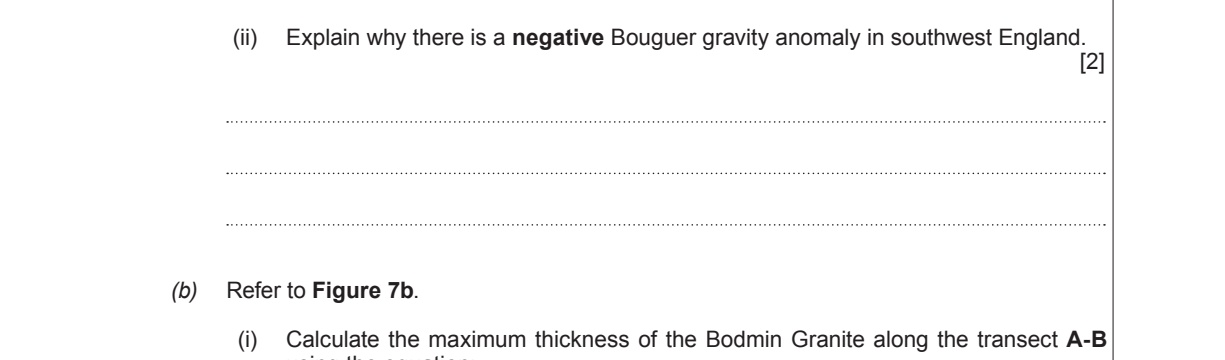 (ii) Explain why there is a negative Bouguer gravity anomaly in southwest England.
[2]
(b) Refer to Figure 7b.
(i) Calculate the maximum thickness of the Bodmin Granite along the transect A-B